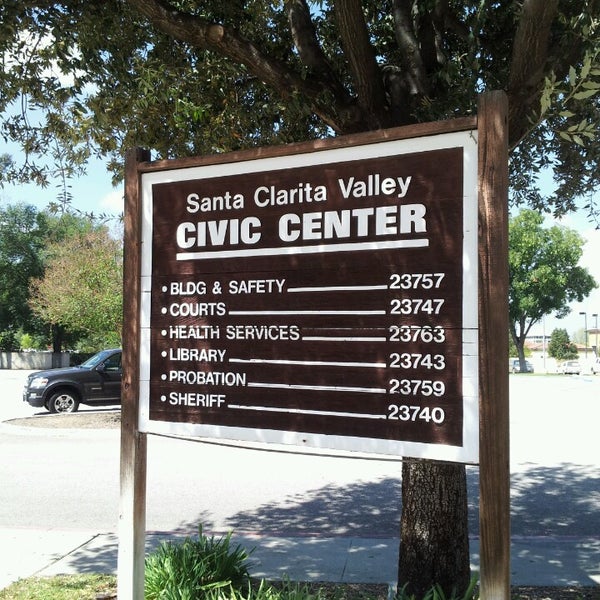 Santa Clarita Valley
CIVIC CENTER
• BLDG & SAFETY 23757
• COURTS 23747
• HEALTH SERVICES 23763
• LIBRARY 23743
• PROBATION 23759
• SHERIFF 23740